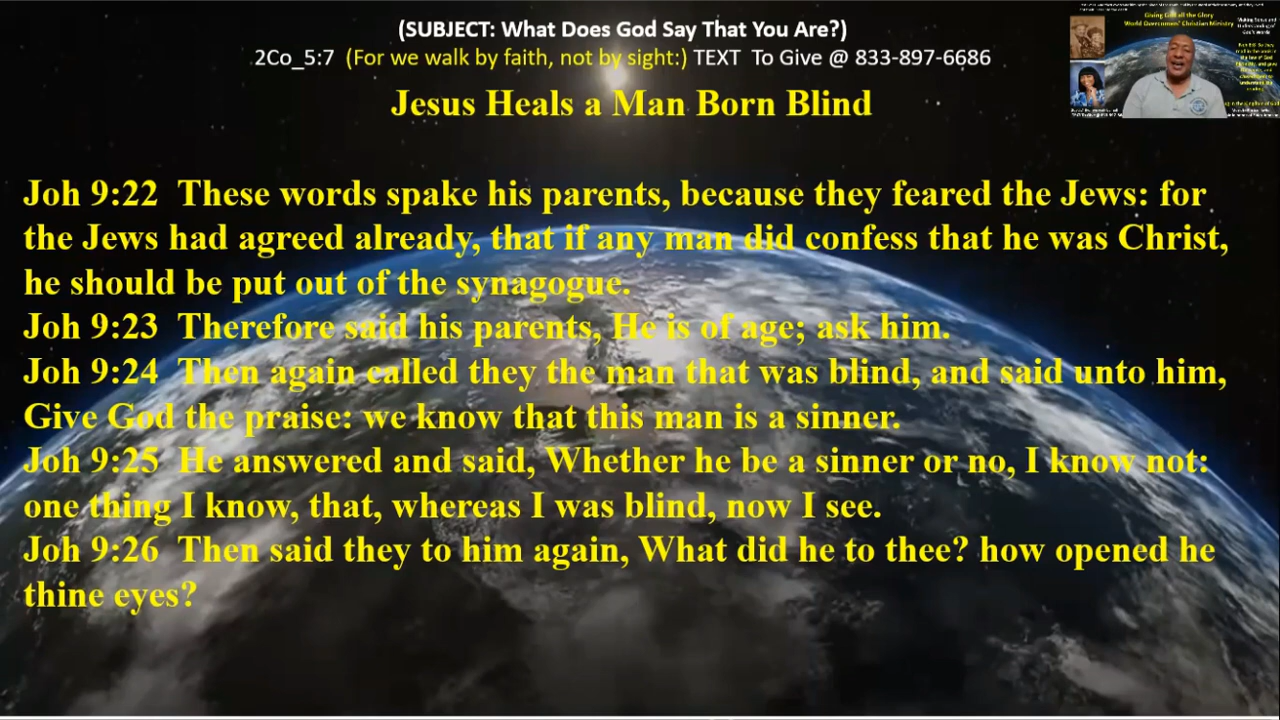 (SUBJECT: What Does God Say That You Are?)
2Co_5:7 (For we walk by faith, not by sight:) TEXT To Give @ 833-897-6686
Jesus Heals a Man Born Blind
Giving God all the Glory
World Overcomers' Christian Ministry
Joh 9:22 These words spake his parents, because they feared the Jews: for
the Jews had agreed already, that if any man did confess that he was Christ,
he should be put out of the synagogue.
Joh 9:23 Therefore said his parents, He is of age; ask him.
Joh 9:24 Then again called they the man that was blind, and said unto him,
Give God the praise: we know that this man is a sinner.
Joh 9:25 He answered and said, Whether he be a sinner or no, I know not:
one thing I know, that, whereas I was blind, now I see.
Joh 9:26 Then said they to him again, What did he to thee? how opened he
thine eyes?